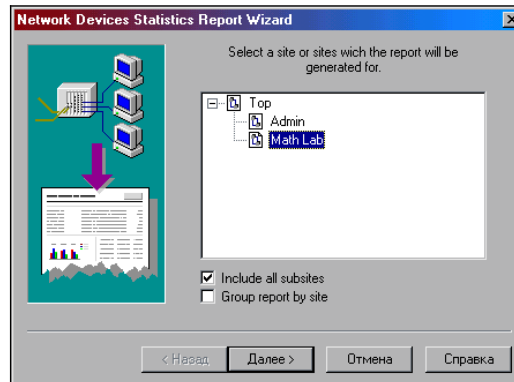 Network Devices Statistics Report Wizard
Select a site or sites wich the report will be
generated for.
Top
Admin
Math Lab
Include all subsites
Group report by site
< Назад
Далее >
Отмена
Справка